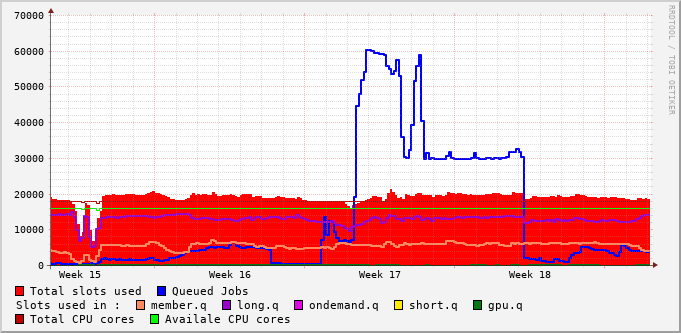 70000
60000
50000
40000
30000
20000
10000
0
Week 15 Week 16 Week 17 Week 18
RRDTOOL / TOBI OETIKER
Total slots used Queued Jobs
Slots used in : member.q long.q ondemand.q short.q gpu.q
Total CPU cores Availale CPU cores